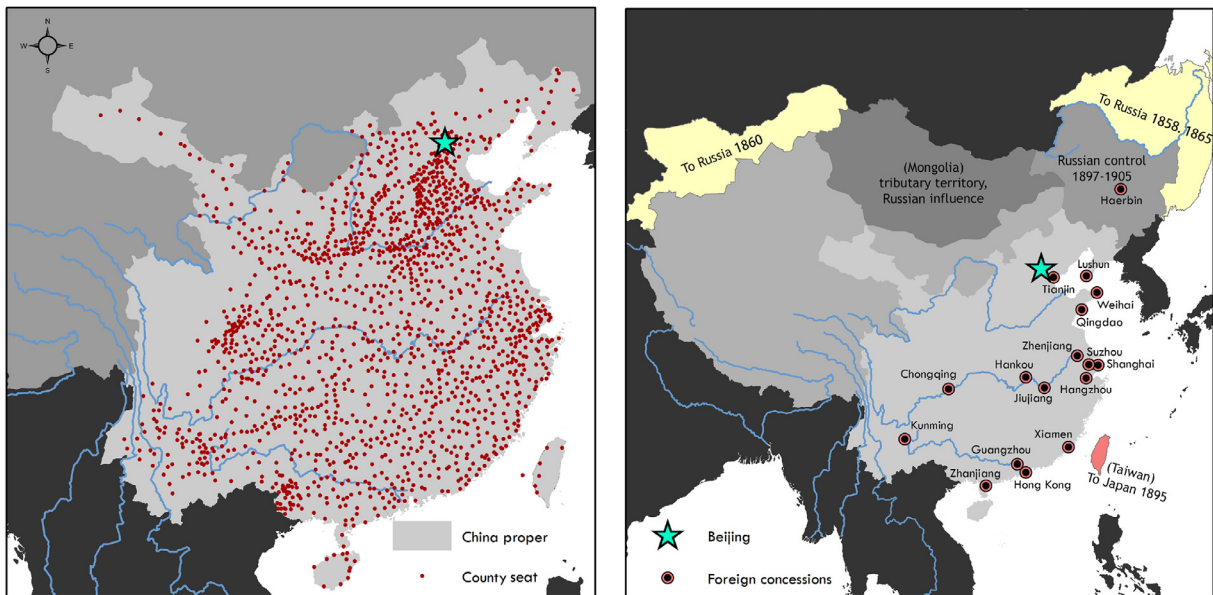 N
W
E
S
China proper
County seat
To Russia 1860
To Russia 1858, 1865
(Mongolia)
tributary territory,
Russian influence
Russian control
1897-1905
Haerbin
Lushun
Tianjin
Weihai
Qingdao
Zhenjiang
Suzhou
Shanghai
Hankou
Chongqing
Jiujiang
Hangzhou
Kunming
Xiamen
Guangzhou
Zhanjiang
Hong Kong
(Taiwan)
To Japan 1895
Beijing
Foreign concessions